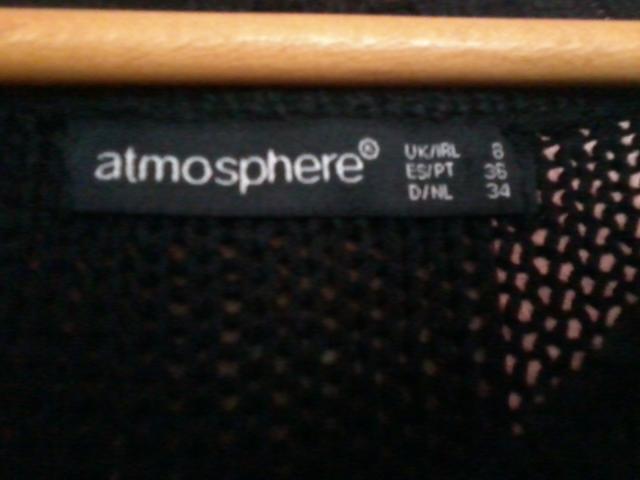 atmosphere®
UK/IRL 8
ES/PT 36
D/NL 34